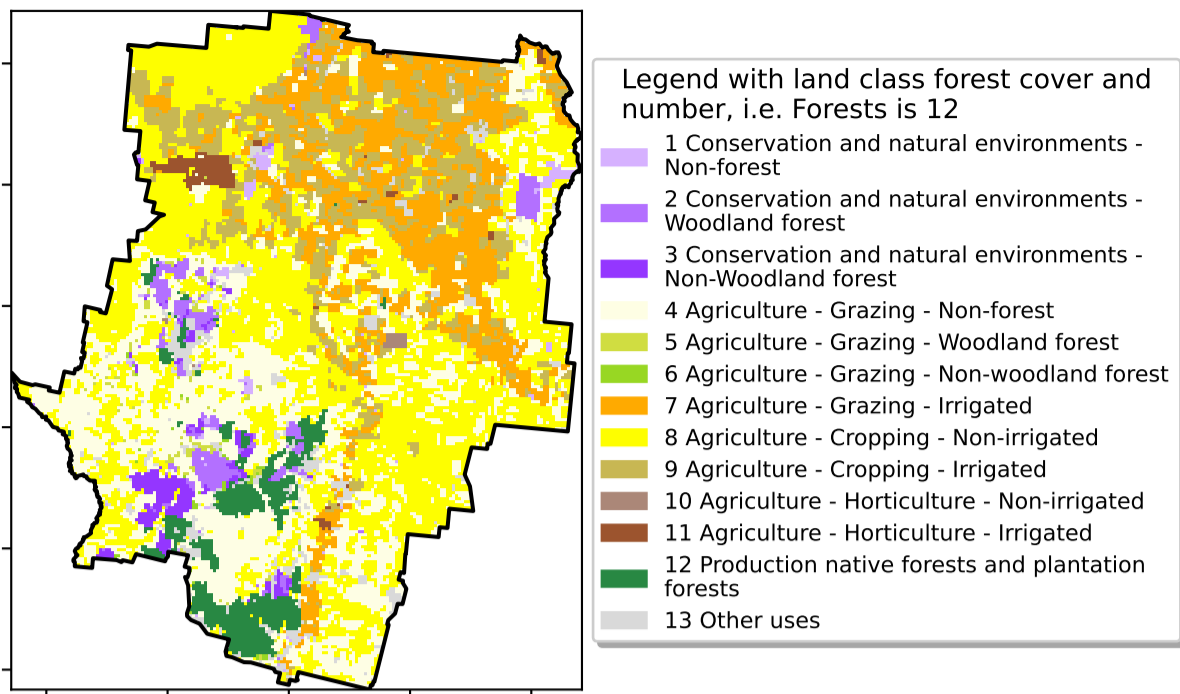 Legend with land class forest cover and
number, i.e. Forests is 12
1 Conservation and natural environments -
Non-forest
2 Conservation and natural environments -
Woodland forest
3 Conservation and natural environments -
Non-Woodland forest
4 Agriculture - Grazing - Non-forest
5 Agriculture - Grazing - Woodland forest
6 Agriculture - Grazing - Non-woodland forest
7 Agriculture - Grazing - Irrigated
8 Agriculture - Cropping - Non-irrigated
9 Agriculture - Cropping - Irrigated
10 Agriculture - Horticulture - Non-irrigated
11 Agriculture - Horticulture - Irrigated
12 Production native forests and plantation
forests
13 Other uses